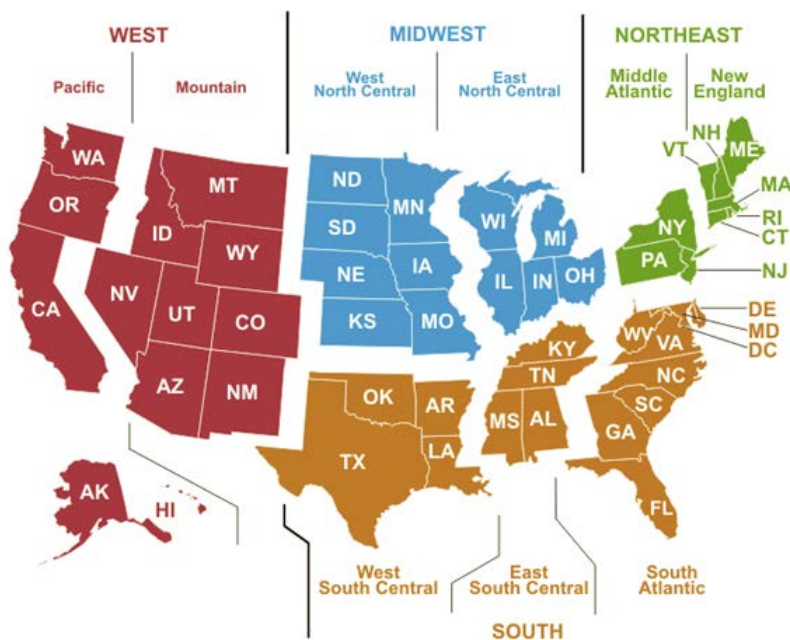 WEST
MIDWEST
NORTHEAST
Pacific
Mountain
West
North Central
East
North Central
Middle
Atlantic
New
England
WA
OR
CA
MT
ID
WY
NV
UT
CO
AZ
NM
AK
HI
ND
SD
NE
KS
MN
IA
MO
WI
MI
IL
IN
OH
NH
VT
ME
MA
RI
CT
NY
PA
NJ
DE
MD
DC
WV
VA
KY
TN
NC
SC
OK
AR
MS
AL
GA
TX
LA
FL
West
South Central
East
South Central
South
Atlantic
SOUTH